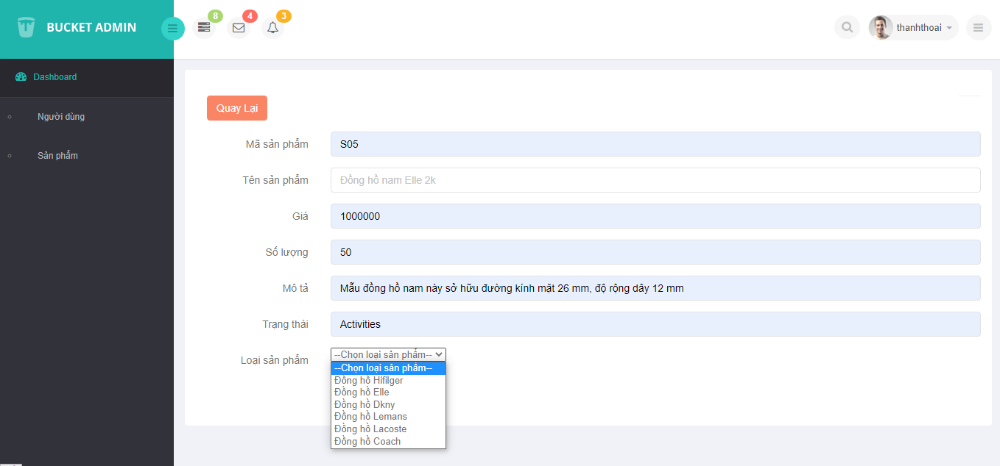 BUCKET ADMIN
8
4
3
thanhthoai
Dashboard
Người dùng
Sản phẩm
Quay Lại
Mã sản phẩm
S05
Tên sản phẩm
Đồng hồ nam Elle 2k
Giá
1000000
Số lượng
50
Mô tả
Mẫu đồng hồ nam này sở hữu đường kính mặt 26 mm, độ rộng dây 12 mm
Trạng thái
Activities
Loại sản phẩm
--Chọn loại sản phẩm--
--Chọn loại sản phẩm--
Đồng hồ Hifilger
Đồng hồ Elle
Đồng hồ Dkny
Đồng hồ Lemans
Đồng hồ Lacoste
Đồng hồ Coach